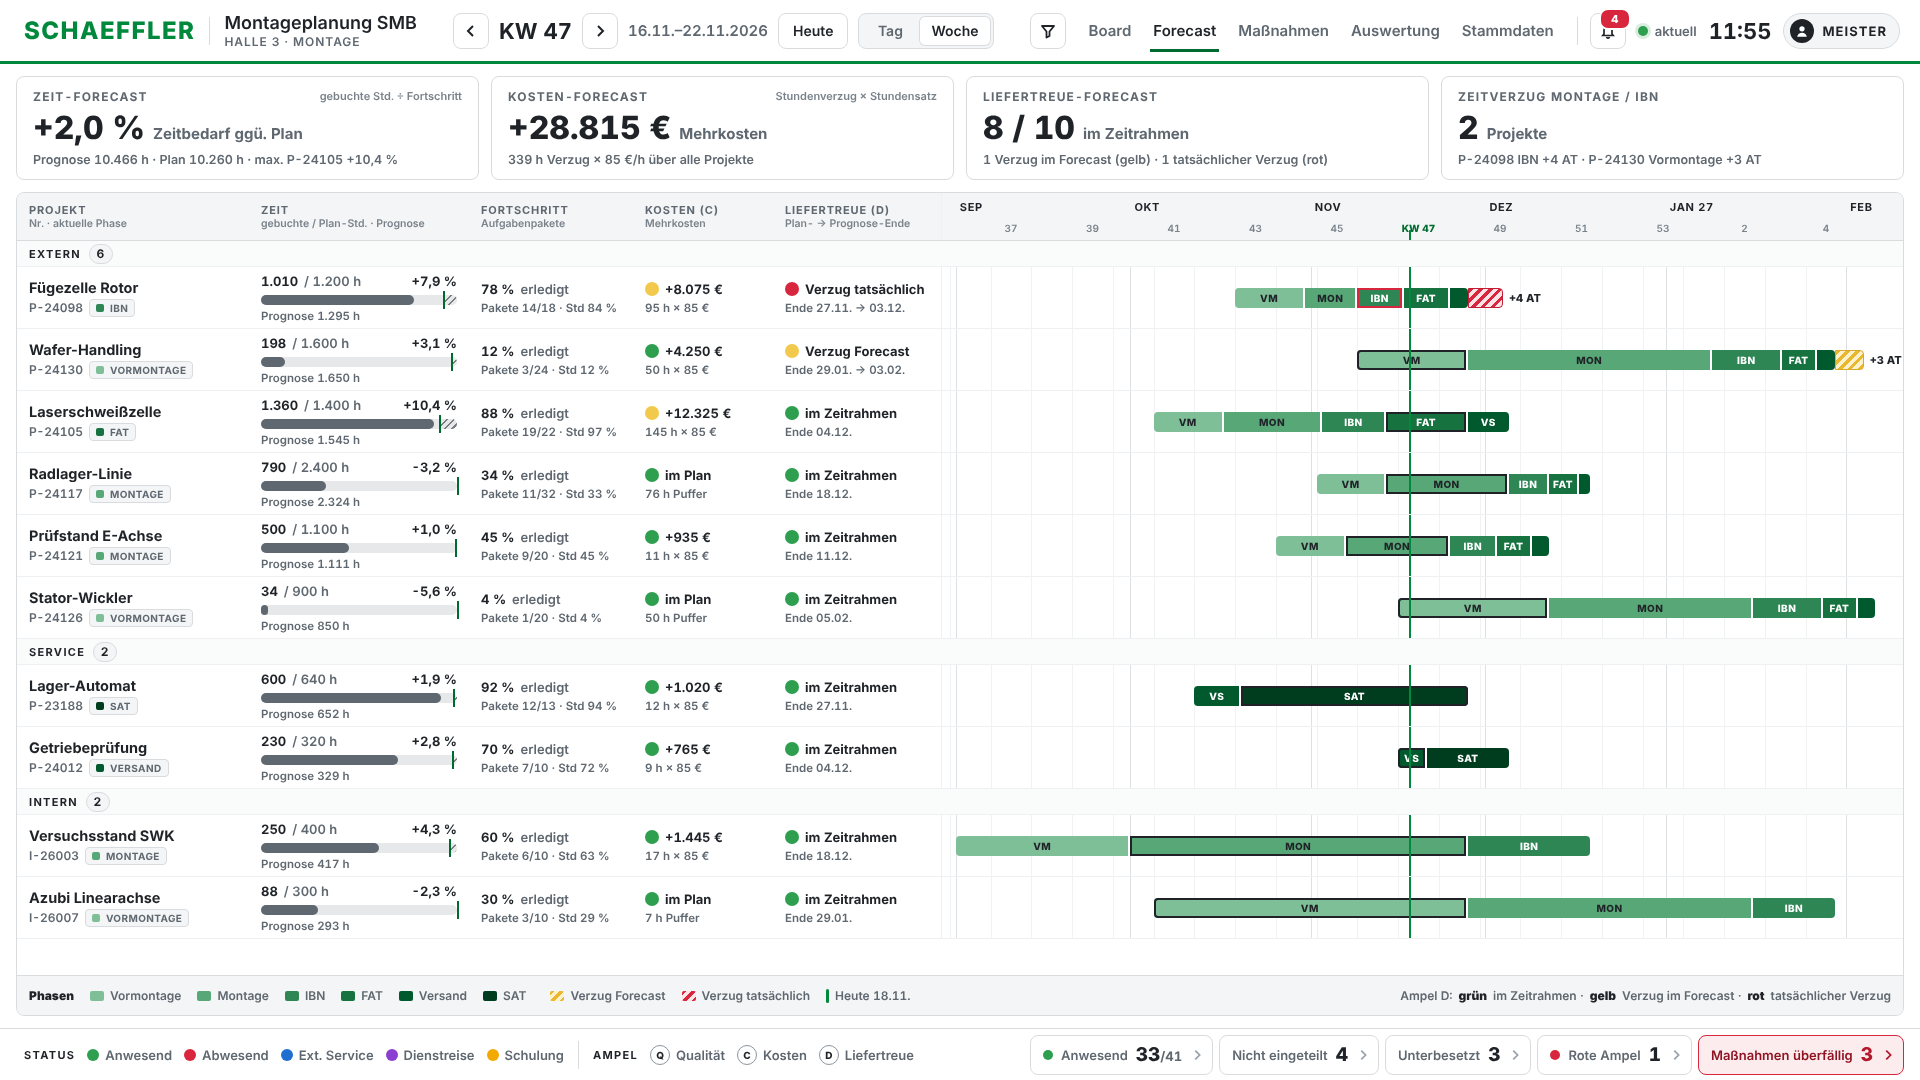 SCHAEFFLER
Montageplanung SMB
HALLE 3 · MONTAGE
KW 47
16.11.–22.11.2026
Heute
Tag
Woche
Board
Forecast
Maßnahmen
Auswertung
Stammdaten
4
aktuell
11:55
MEISTER
ZEIT-FORECAST
gebuchte Std. ÷ Fortschritt
+2,0 % Zeitbedarf ggü. Plan
Prognose 10.466 h · Plan 10.260 h · max. P-24105 +10,4 %
KOSTEN-FORECAST
Stundenverzug × Stundensatz
+28.815 € Mehrkosten
339 h Verzug × 85 €/h über alle Projekte
LIEFERTREUE-FORECAST
8 / 10 im Zeitrahmen
1 Verzug im Forecast (gelb) · 1 tatsächlicher Verzug (rot)
ZEITVERZUG MONTAGE / IBN
2 Projekte
P-24098 IBN +4 AT · P-24130 Vormontage +3 AT
PROJEKT
Nr. · aktuelle Phase
ZEIT
gebuchte / Plan-Std. · Prognose
FORTSCHRITT
Aufgabenpakete
KOSTEN (C)
Mehrkosten
LIEFERTREUE (D)
Plan- → Prognose-Ende
SEP OKT NOV DEZ JAN 27 FEB
37 39 41 43 45 KW 47 49 51 53 2 4
EXTERN 6
Fügezelle Rotor
P-24098 IBN
1.010 / 1.200 h +7,9 %
Prognose 1.295 h
78 % erledigt
Pakete 14/18 · Std 84 %
+8.075 €
95 h × 85 €
Verzug tatsächlich
Ende 27.11. → 03.12.
VM MON IBN FAT +4 AT
Wafer-Handling
P-24130 VORMONTAGE
198 / 1.600 h +3,1 %
Prognose 1.650 h
12 % erledigt
Pakete 3/24 · Std 12 %
+4.250 €
50 h × 85 €
Verzug Forecast
Ende 29.01. → 03.02.
VM MON IBN FAT +3 AT
Laserschweißzelle
P-24105 FAT
1.360 / 1.400 h +10,4 %
Prognose 1.545 h
88 % erledigt
Pakete 19/22 · Std 97 %
+12.325 €
145 h × 85 €
im Zeitrahmen
Ende 04.12.
VM MON IBN FAT VS
Radlager-Linie
P-24117 MONTAGE
790 / 2.400 h -3,2 %
Prognose 2.324 h
34 % erledigt
Pakete 11/32 · Std 33 %
im Plan
76 h Puffer
im Zeitrahmen
Ende 18.12.
VM MON IBN FAT
Prüfstand E-Achse
P-24121 MONTAGE
500 / 1.100 h +1,0 %
Prognose 1.111 h
45 % erledigt
Pakete 9/20 · Std 45 %
+935 €
11 h × 85 €
im Zeitrahmen
Ende 11.12.
VM MON IBN FAT
Stator-Wickler
P-24126 VORMONTAGE
34 / 900 h -5,6 %
Prognose 850 h
4 % erledigt
Pakete 1/20 · Std 4 %
im Plan
50 h Puffer
im Zeitrahmen
Ende 05.02.
VM MON IBN FAT
SERVICE 2
Lager-Automat
P-23188 SAT
600 / 640 h +1,9 %
Prognose 652 h
92 % erledigt
Pakete 12/13 · Std 94 %
+1.020 €
12 h × 85 €
im Zeitrahmen
Ende 27.11.
VS SAT
Getriebeprüfung
P-24012 VERSAND
230 / 320 h +2,8 %
Prognose 329 h
70 % erledigt
Pakete 7/10 · Std 72 %
+765 €
9 h × 85 €
im Zeitrahmen
Ende 04.12.
VS SAT
INTERN 2
Versuchsstand SWK
I-26003 MONTAGE
250 / 400 h +4,3 %
Prognose 417 h
60 % erledigt
Pakete 6/10 · Std 63 %
+1.445 €
17 h × 85 €
im Zeitrahmen
Ende 18.12.
VM MON IBN
Azubi Linearachse
I-26007 VORMONTAGE
88 / 300 h -2,3 %
Prognose 293 h
30 % erledigt
Pakete 3/10 · Std 29 %
im Plan
7 h Puffer
im Zeitrahmen
Ende 29.01.
VM MON IBN
Phasen Vormontage Montage IBN FAT Versand SAT Verzug Forecast Verzug tatsächlich Heute 18.11.
Ampel D: grün im Zeitrahmen · gelb Verzug im Forecast · rot tatsächlicher Verzug
STATUS Anwesend Abwesend Ext. Service Dienstreise Schulung
AMPEL Q Qualität C Kosten D Liefertreue
Anwesend 33/41
Nicht eingeteilt 4
Unterbesetzt 3
Rote Ampel 1
Maßnahmen überfällig 3